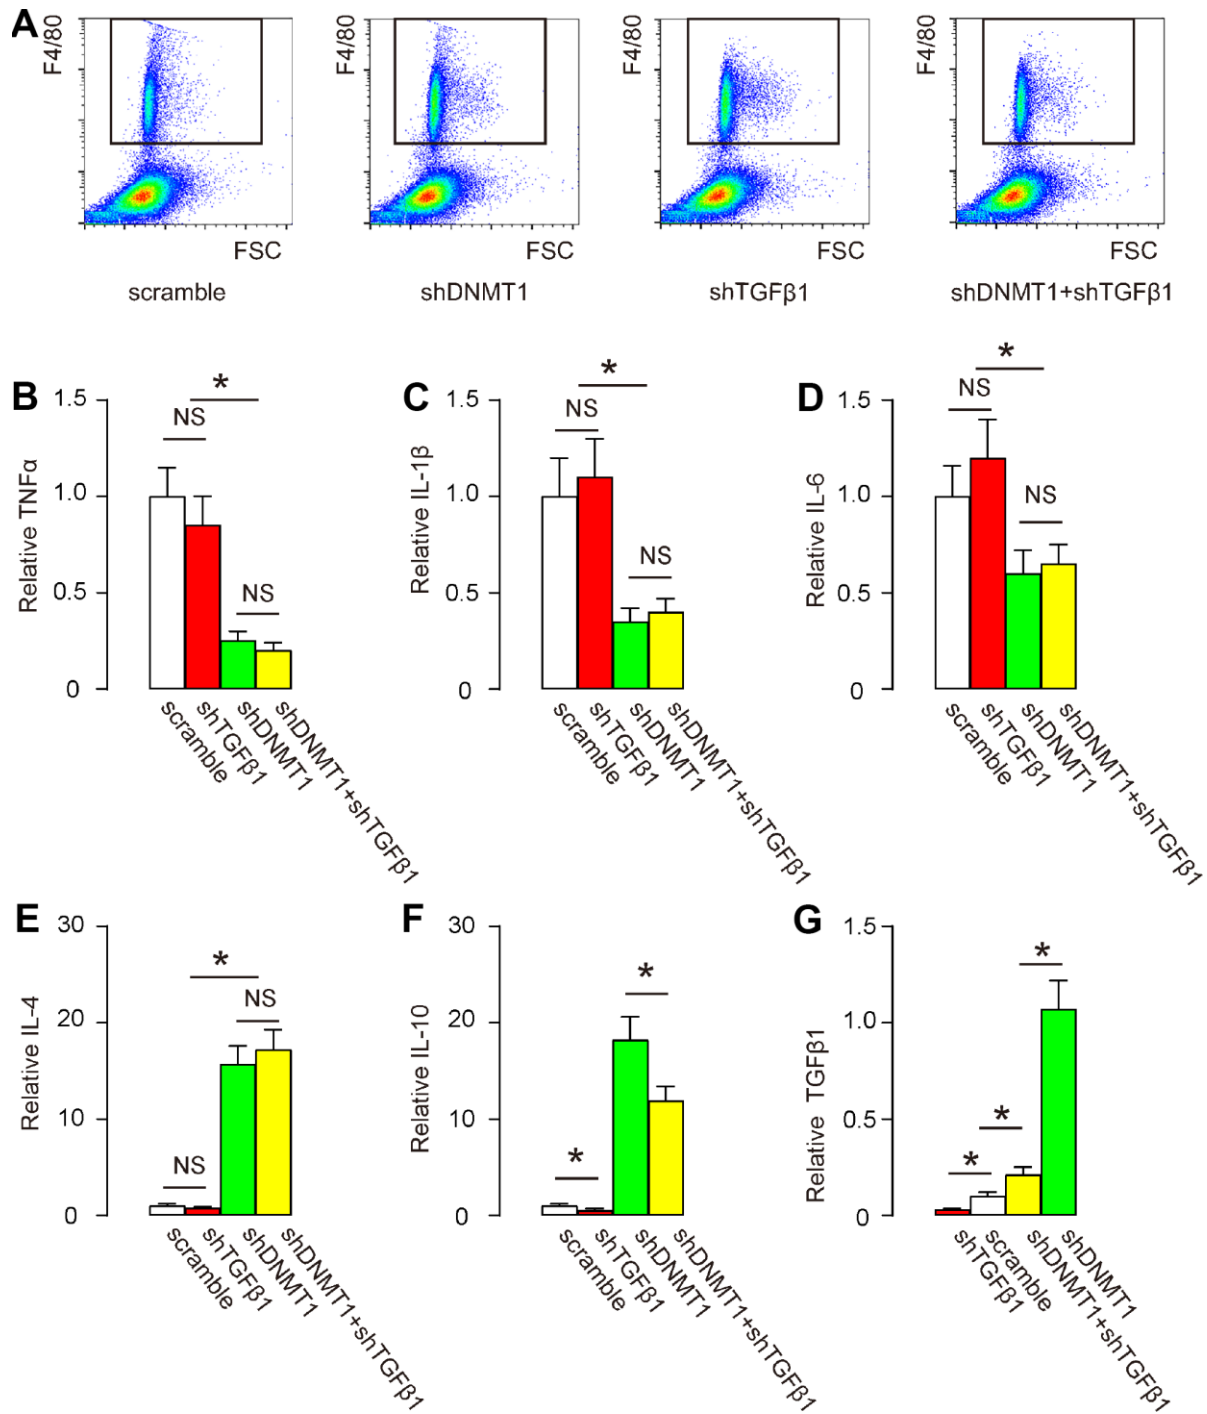 A
F4/80
F4/80
F4/80
F4/80
FSC
FSC
FSC
FSC
scramble
shDNMT1
shTGFβ1
shDNMT1+shTGFβ1
B
Relative TNFα
1.5
1.0
0.5
0
NS
*
NS
scramble
shTGFβ1
shDNMT1
shDNMT1+shTGFβ1
C
Relative IL-1β
1.5
1.0
0.5
0
NS
*
NS
scramble
shTGFβ1
shDNMT1
shDNMT1+shTGFβ1
D
Relative IL-6
1.5
1.0
0.5
0
NS
*
NS
scramble
shTGFβ1
shDNMT1
shDNMT1+shTGFβ1
E
Relative IL-4
30
20
10
0
NS
*
NS
scramble
shTGFβ1
shDNMT1
shDNMT1+shTGFβ1
F
Relative IL-10
30
20
10
0
*
*
scramble
shTGFβ1
shDNMT1
shDNMT1+shTGFβ1
G
Relative TGFβ1
1.5
1.0
0.5
0
*
*
*
shTGFβ1
scramble
shDNMT1+shTGFβ1
shDNMT1